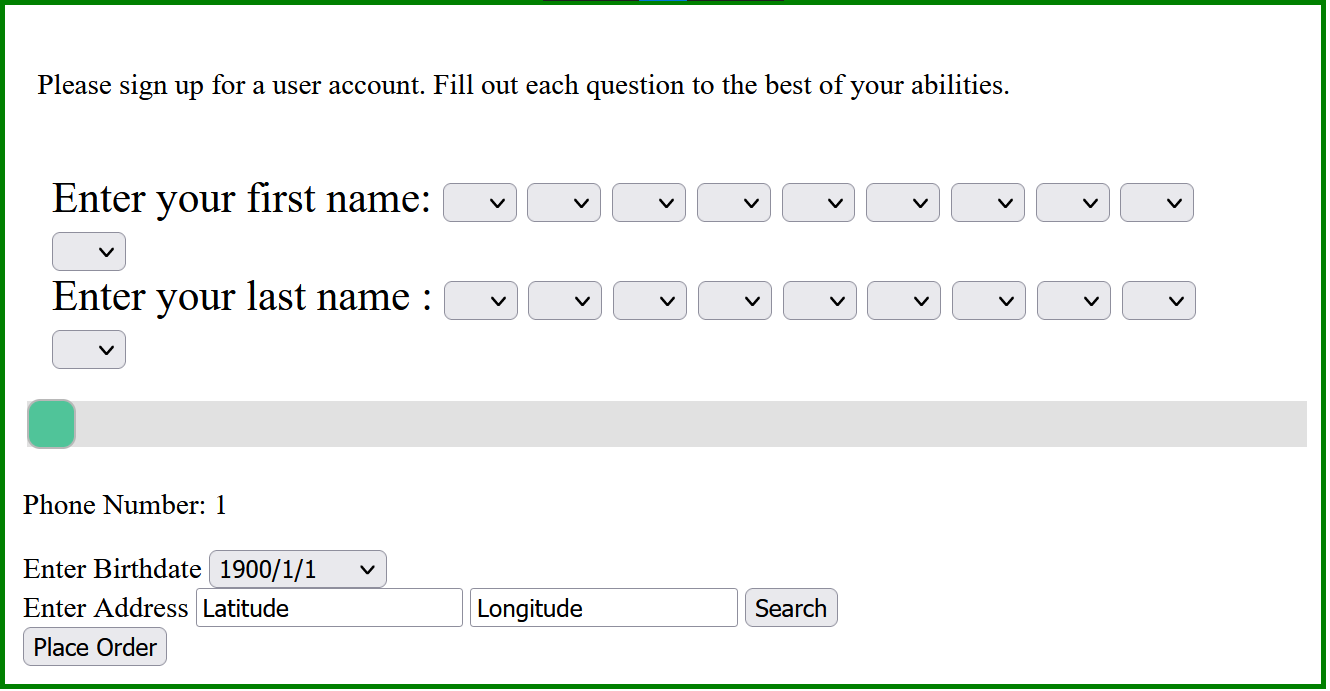 Please sign up for a user account. Fill out each question to the best of your abilities.
Enter your first name:
Enter your last name :
Phone Number: 1
Enter Birthdate 1900/1/1
Enter Address Latitude Longitude Search
Place Order